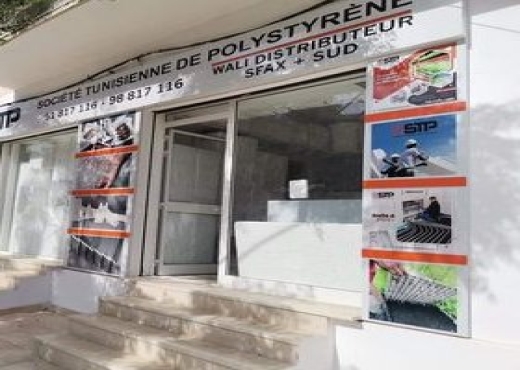 SOCIÉTÉ TUNISIENNE DE POLYSTYRÈNE
51 817 116 - 98 817 116
WALI DISTRIBUTEUR
SFAX + SUD
STP
STP